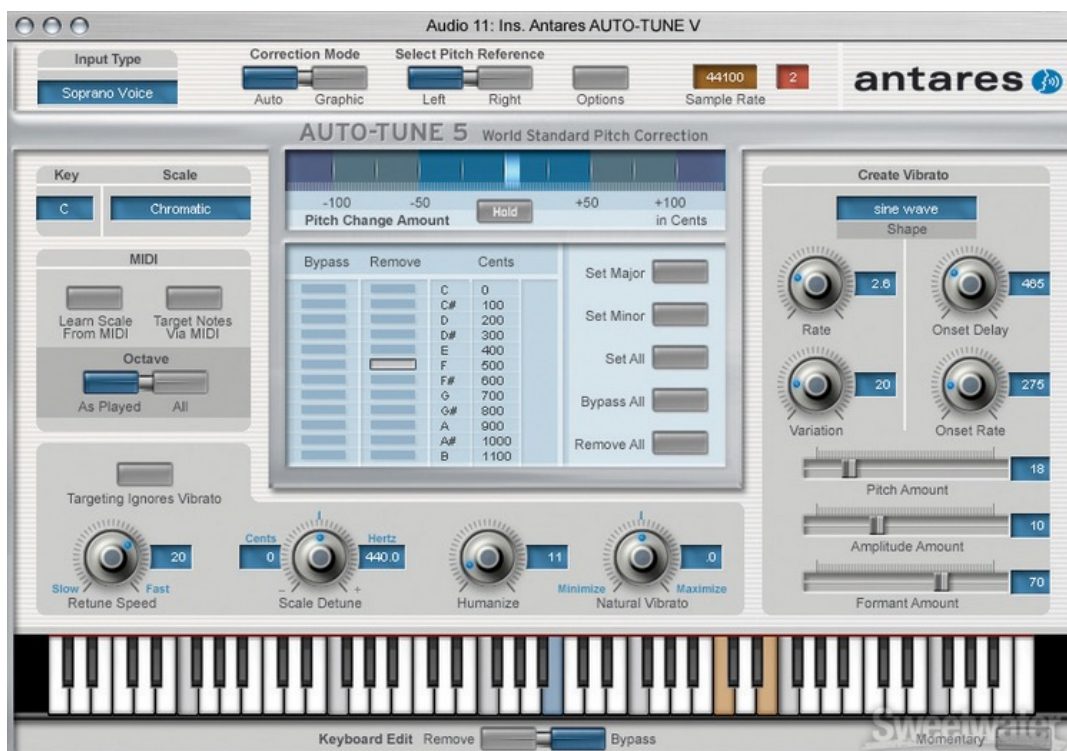 Audio 11: Ins. Antares AUTO-TUNE V
Input Type
Soprano Voice
Correction Mode
Auto Graphic
Select Pitch Reference
Left Right
Options
44100 2
Sample Rate
antares
AUTO-TUNE 5 World Standard Pitch Correction
Key Scale
C Chromatic
-100 -50 Hold +50 +100
Pitch Change Amount in Cents
MIDI
Learn Scale From MIDI
Target Notes Via MIDI
Octave
As Played All
Bypass Remove Cents
C 0
C# 100
D 200
D# 300
E 400
F 500
F# 600
G 700
G# 800
A 900
A# 1000
B 1100
Set Major
Set Minor
Set All
Bypass All
Remove All
Create Vibrato
sine wave
Shape
2.6 465
Rate Onset Delay
20 275
Variation Onset Rate
18
Pitch Amount
10
Amplitude Amount
70
Formant Amount
Targeting Ignores Vibrato
20
Slow Fast
Retune Speed
Cents Hertz
0 440.0
- +
Scale Detune
11
Humanize
.0
Minimize Maximize
Natural Vibrato
Keyboard Edit Remove Bypass
Momentary
Sweetwater